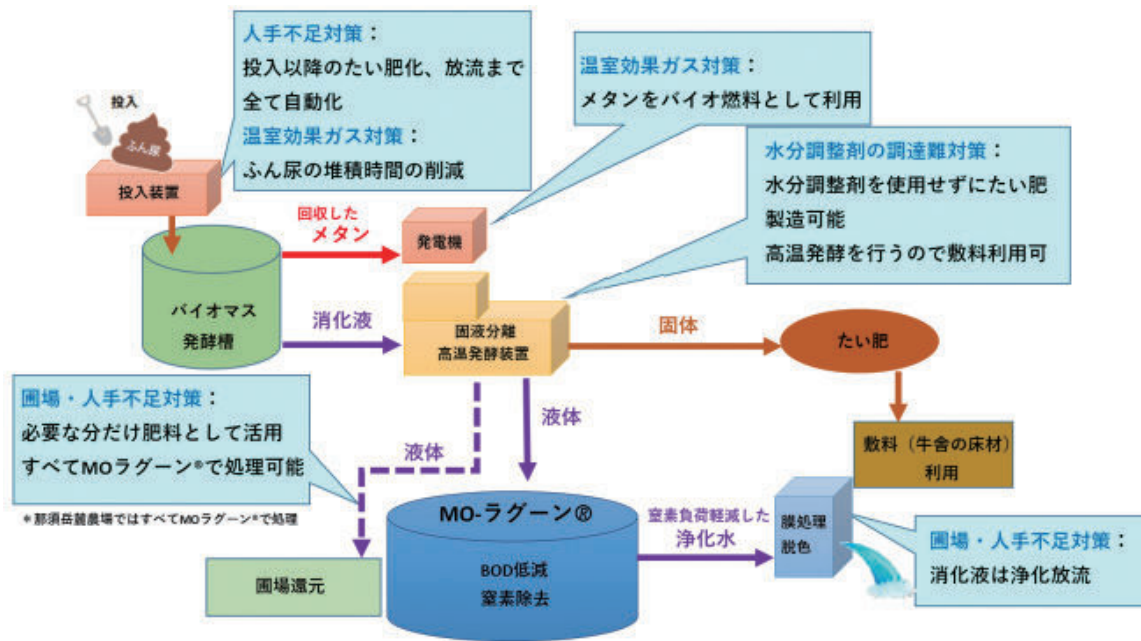 人手不足対策：
投入以降のたい肥化、放流まで
全て自動化
温室効果ガス対策：
ふん尿の堆積時間の削減
温室効果ガス対策：
メタンをバイオ燃料として利用
水分調整剤の調達難対策：
水分調整剤を使用せずにたい肥
製造可能
高温発酵を行うので敷料利用可
投入
ふん尿
投入装置
回収した
メタン
発電機
バイオマス
発酵槽
消化液
固液分離
高温発酵装置
固体
たい肥
圃場・人手不足対策：
必要な分だけ肥料として活用
すべてMOラグーン®で処理可能
＊那須岳麓農場ではすべてMOラグーン®で処理
液体
液体
敷料（牛舎の床材）
利用
圃場還元
MO-ラグーン®
BOD低減
窒素除去
窒素負荷軽減した
浄化水
膜処理
脱色
圃場・人手不足対策：
消化液は浄化放流